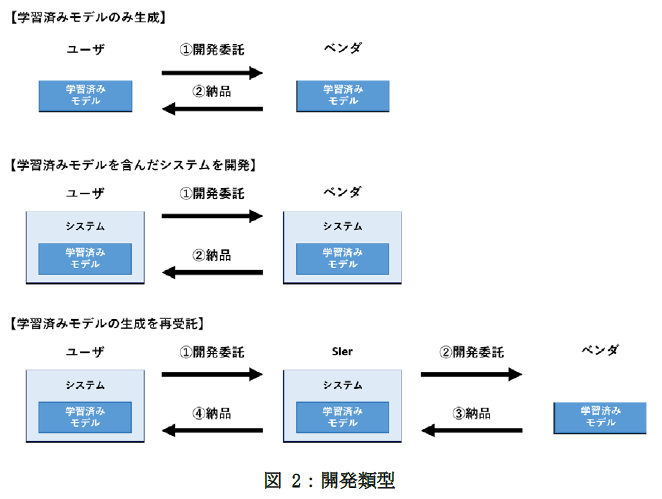 【学習済みモデルのみ生成】
ユーザ ①開発委託 ベンダ
学習済み
モデル
②納品
学習済み
モデル
【学習済みモデルを含んだシステムを開発】
ユーザ ①開発委託 ベンダ
システム システム
学習済み
モデル
②納品
学習済み
モデル
【学習済みモデルの生成を再受託】
ユーザ ①開発委託 SIer ②開発委託 ベンダ
システム システム
学習済み
モデル
④納品
学習済み
モデル
③納品
学習済み
モデル
図 2：開発類型